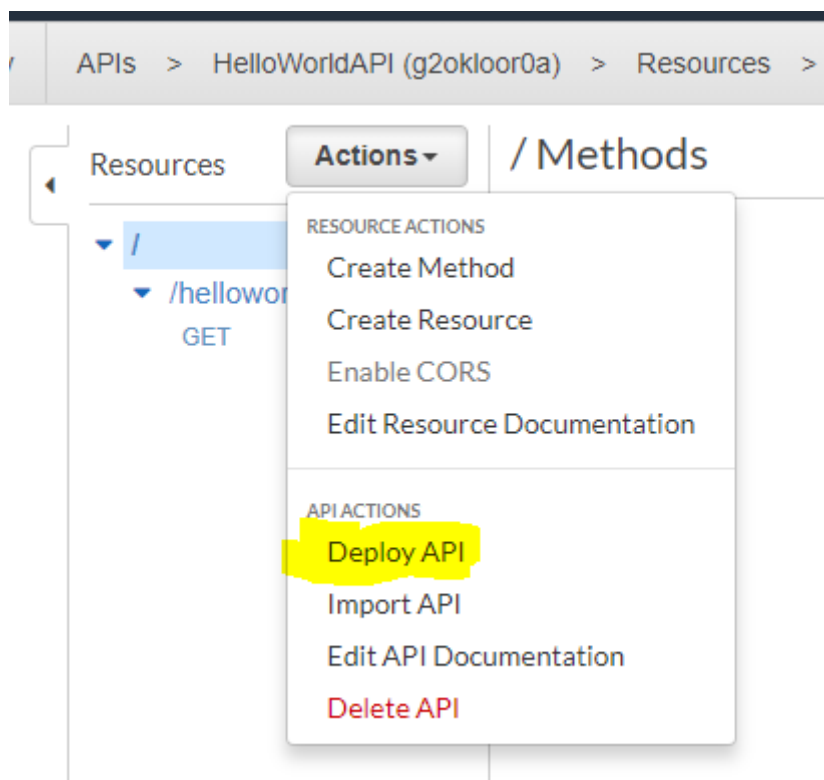 APIs > HelloWorldAPI (g2okloor0a) > Resources >
Resources
Actions
/ Methods
/
/hellowor
GET
RESOURCE ACTIONS
Create Method
Create Resource
Enable CORS
Edit Resource Documentation
API ACTIONS
Deploy API
Import API
Edit API Documentation
Delete API